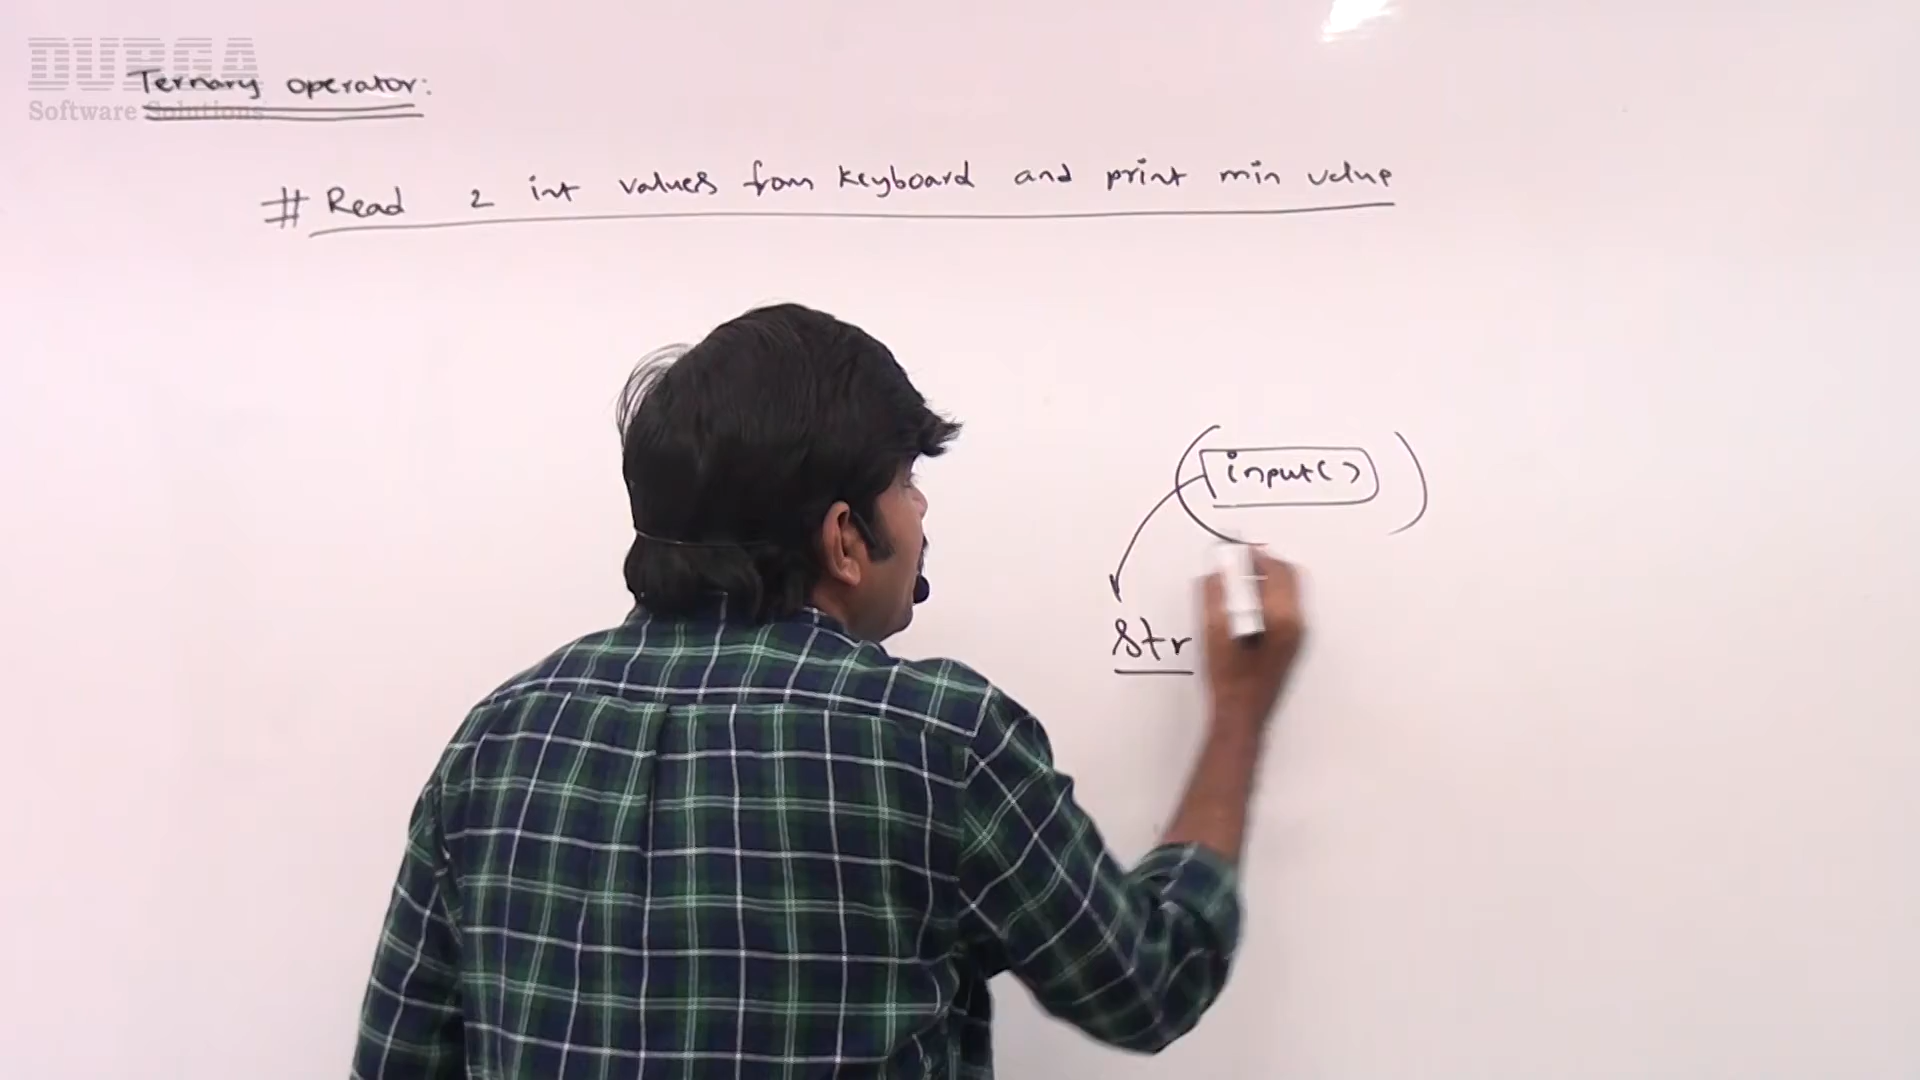 DURGA
Software Solutions
Ternary operator:
# Read 2 int values from keyboard and print min value
( input() )
str